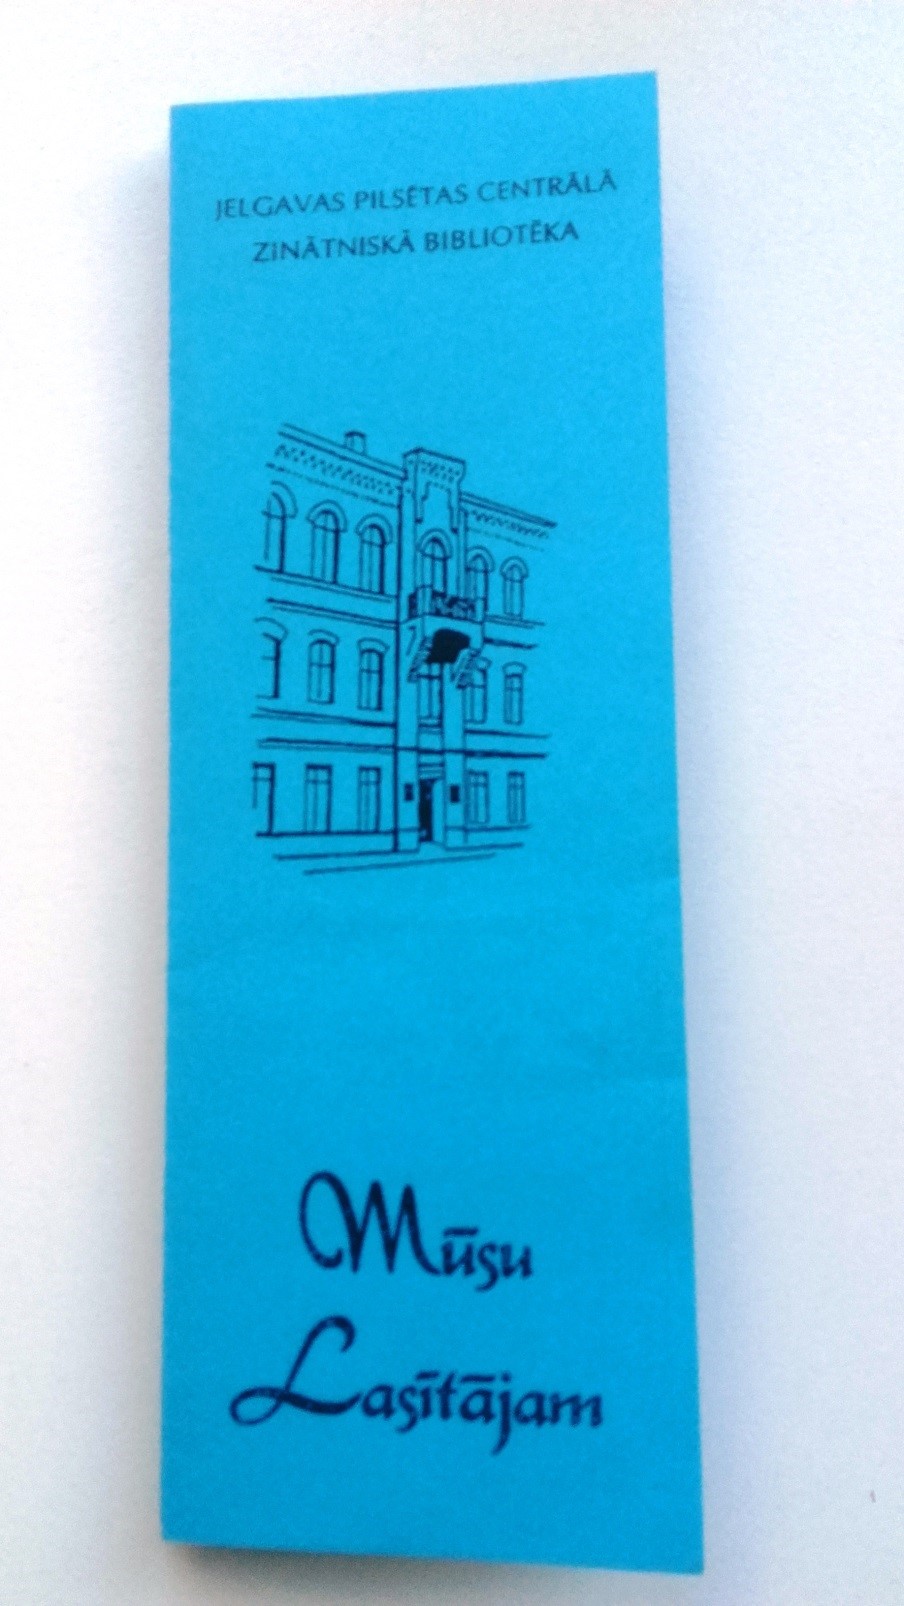 JELGAVAS PILSĒTAS CENTRĀLĀ
ZINĀTNISKĀ BIBLIOTĒKA
Mūsu
Lasītājam